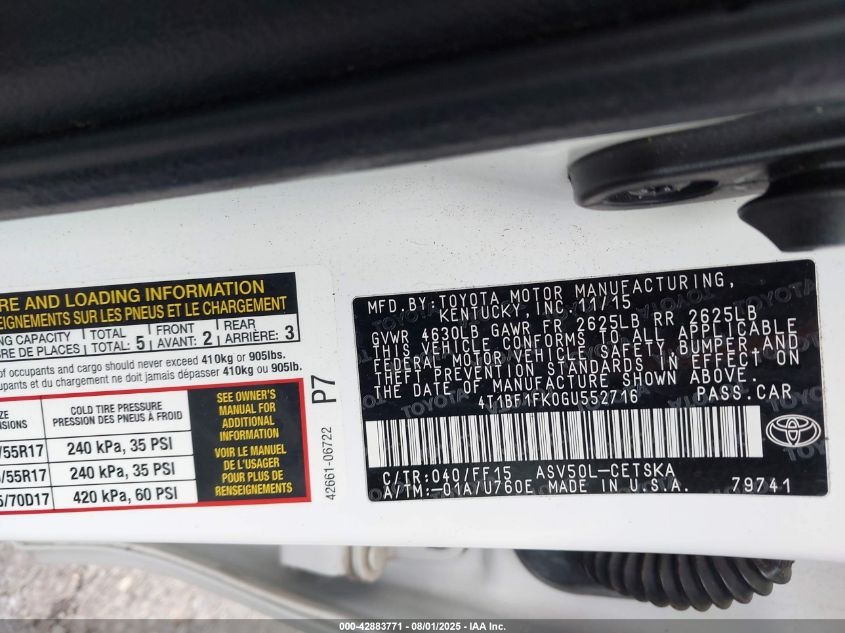 RE AND LOADING INFORMATION
EIGNEMENTS SUR LES PNEUS ET LE CHARGEMENT
NG CAPACITY TOTAL 5 FRONT 2 REAR 3
RE DE PLACES TOTAL: AVANT: ARRIÈRE:
of occupants and cargo should never exceed 410kg or 905lbs.
cupants et du chargement ne doit jamais dépasser 410kg ou 905lb.
ZE COLD TIRE PRESSURE
NSIONS PRESSION DES PNEUS À FROID
/55R17 240 kPa, 35 PSI
/55R17 240 kPa, 35 PSI
5/70D17 420 kPa, 60 PSI
SEE OWNER'S
MANUAL FOR
ADDITIONAL
INFORMATION
VOIR LE MANUEL
DE L'USAGER
POUR PLUS DE
RENSEIGNEMENTS
P7
42661-06722
MFD.BY:TOYOTA MOTOR MANUFACTURING,
KENTUCKY, INC.11/15
GVWR 4630LB GAWR FR 2625LB RR 2625LB
THIS VEHICLE CONFORMS TO ALL APPLICABLE
FEDERAL MOTOR VEHICLE SAFETY, BUMPER AND
THEFT PREVENTION STANDARDS IN EFFECT ON
THE DATE OF MANUFACTURE SHOWN ABOVE.
4T1BF1FK0GU552716 PASS.CAR
C/TR:040/FF15 ASV50L-CETSKA
A/TM:-01A/U760E MADE IN U.S.A. 79741
000-42883771 - 08/01/2025 - IAA Inc.